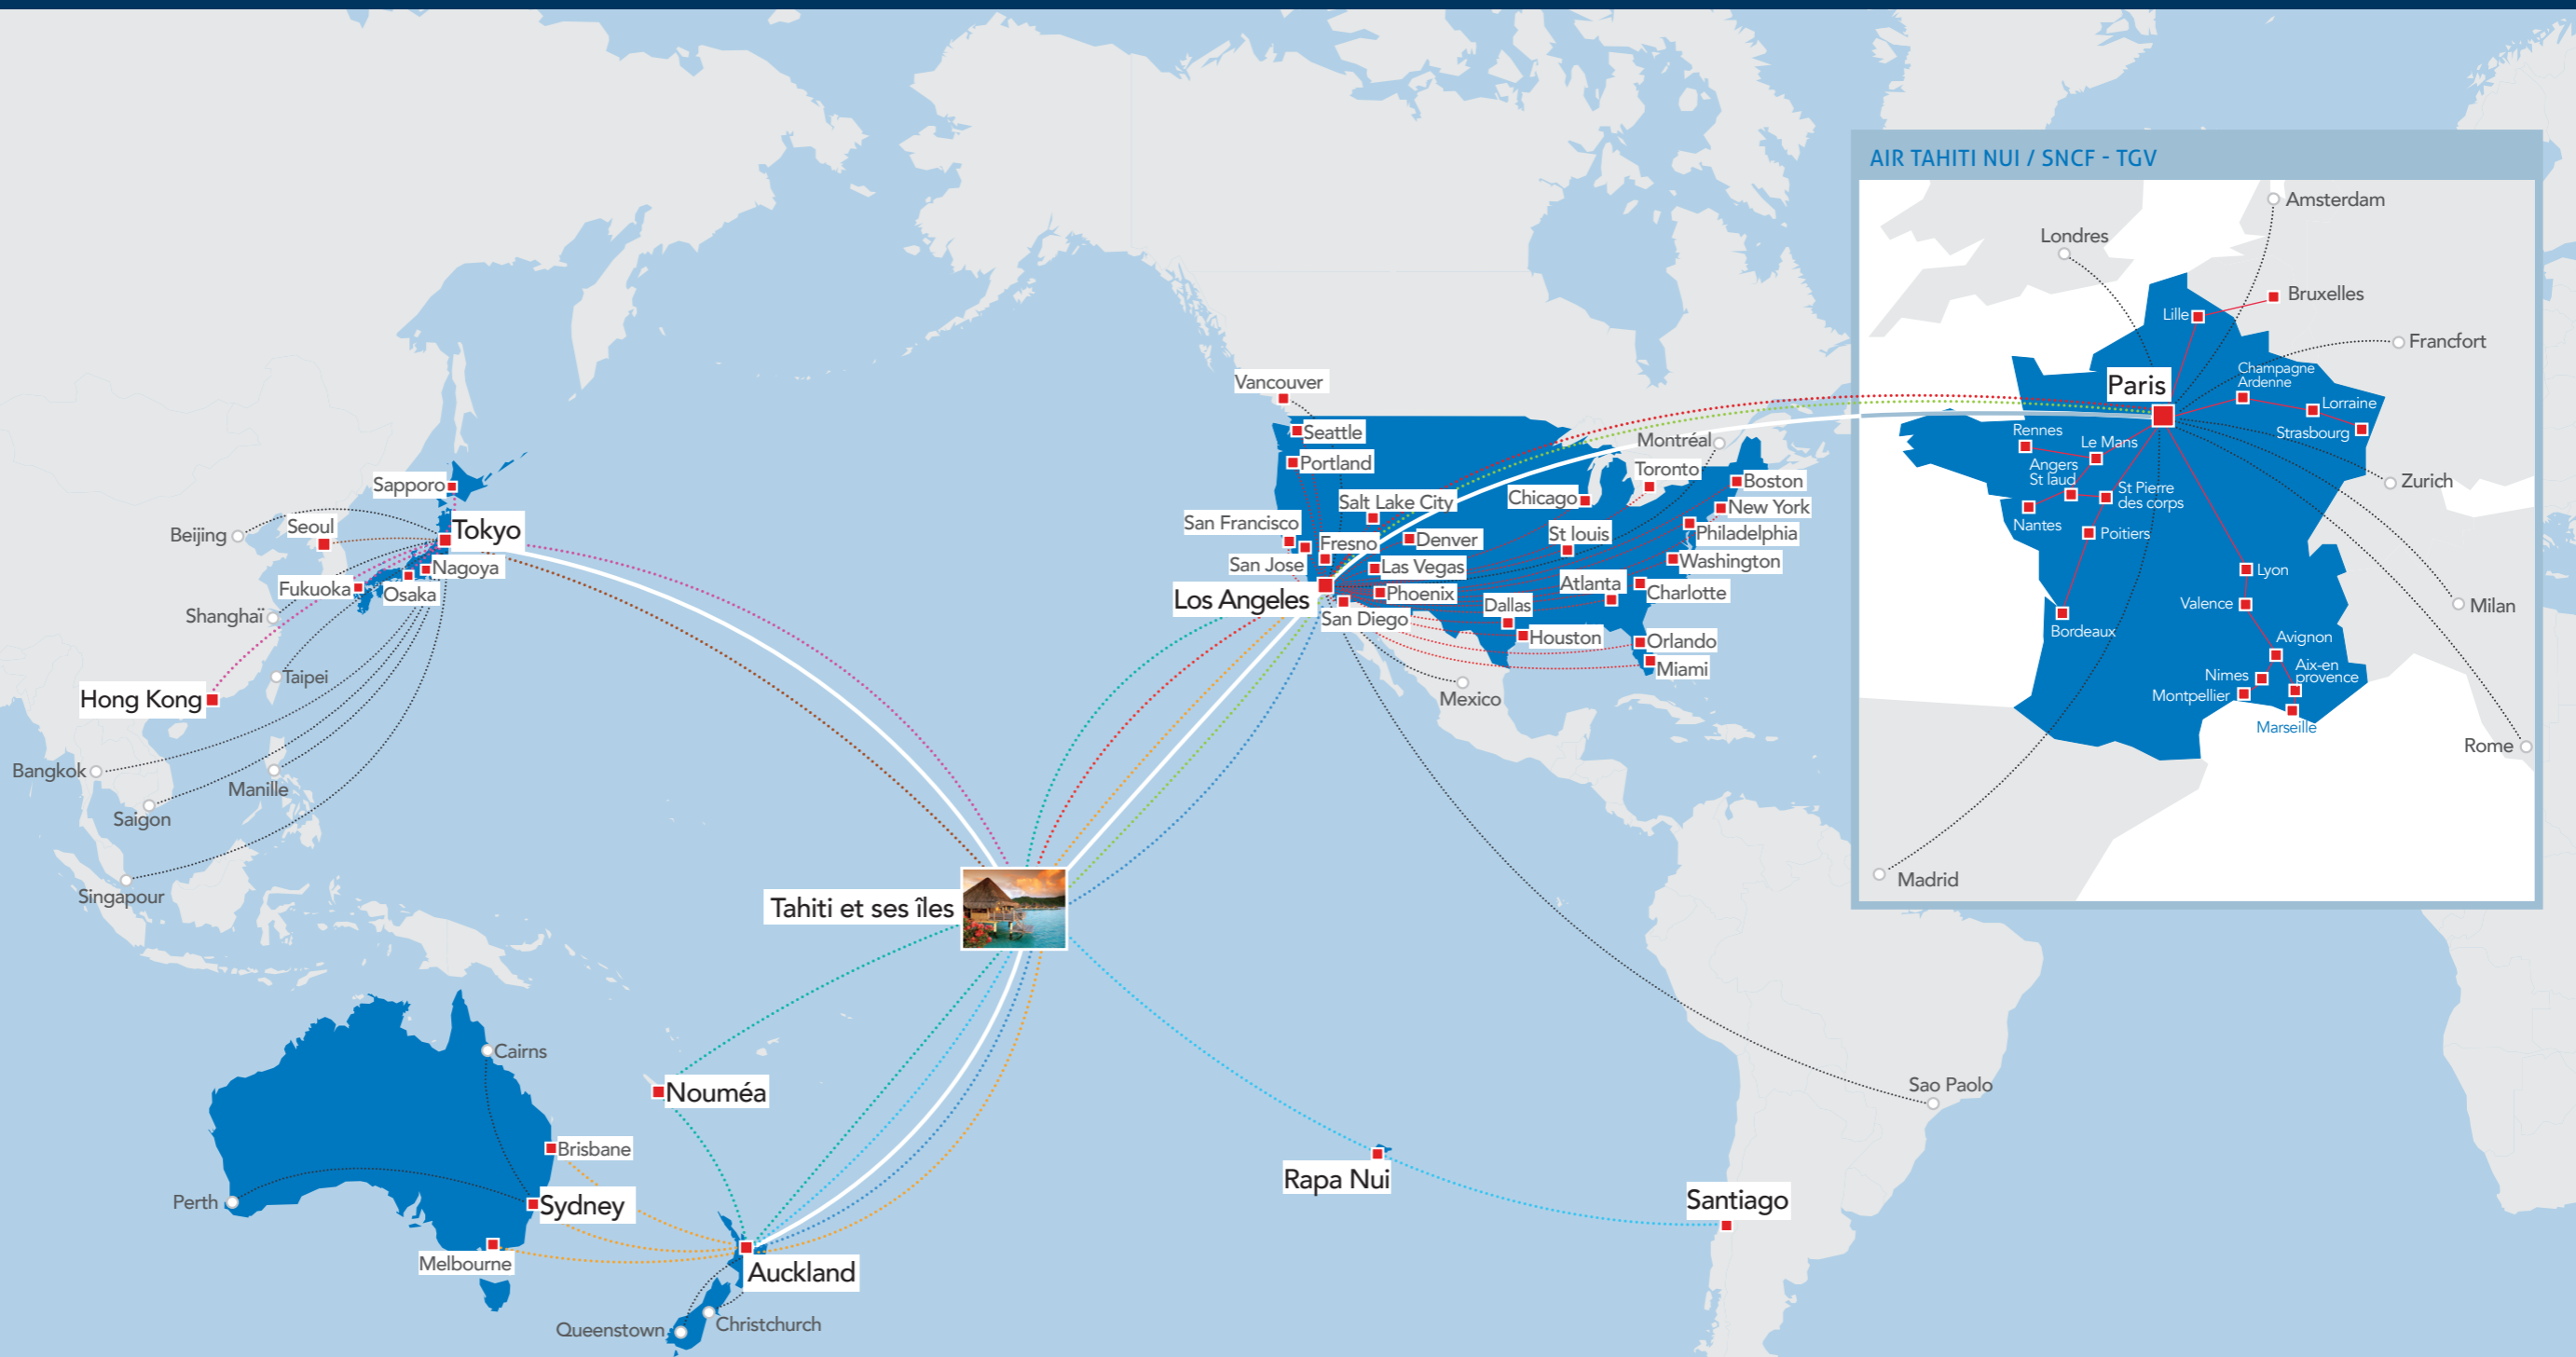 AIR TAHITI NUI / SNCF - TGV
Amsterdam
Londres
Bruxelles
Lille
Francfort
Champagne
Ardenne
Paris
Lorraine
Strasbourg
Rennes
Le Mans
Angers
St laud
St Pierre
des corps
Zurich
Nantes
Poitiers
Lyon
Valence
Milan
Bordeaux
Avignon
Aix-en
provence
Nimes
Montpellier
Marseille
Rome
Madrid
Vancouver
Seattle
Portland
Montréal
Toronto
Boston
Salt Lake City
Chicago
New York
San Francisco
Fresno
Denver
St louis
Philadelphia
San Jose
Las Vegas
Washington
Los Angeles
Phoenix
Atlanta
Charlotte
San Diego
Dallas
Houston
Orlando
Miami
Mexico
Sapporo
Tokyo
Beijing
Seoul
Nagoya
Fukuoka
Osaka
Shanghaï
Taipei
Hong Kong
Bangkok
Manille
Saigon
Singapour
Tahiti et ses îles
Cairns
Nouméa
Brisbane
Perth
Sydney
Melbourne
Auckland
Queenstown
Christchurch
Rapa Nui
Santiago
Sao Paolo